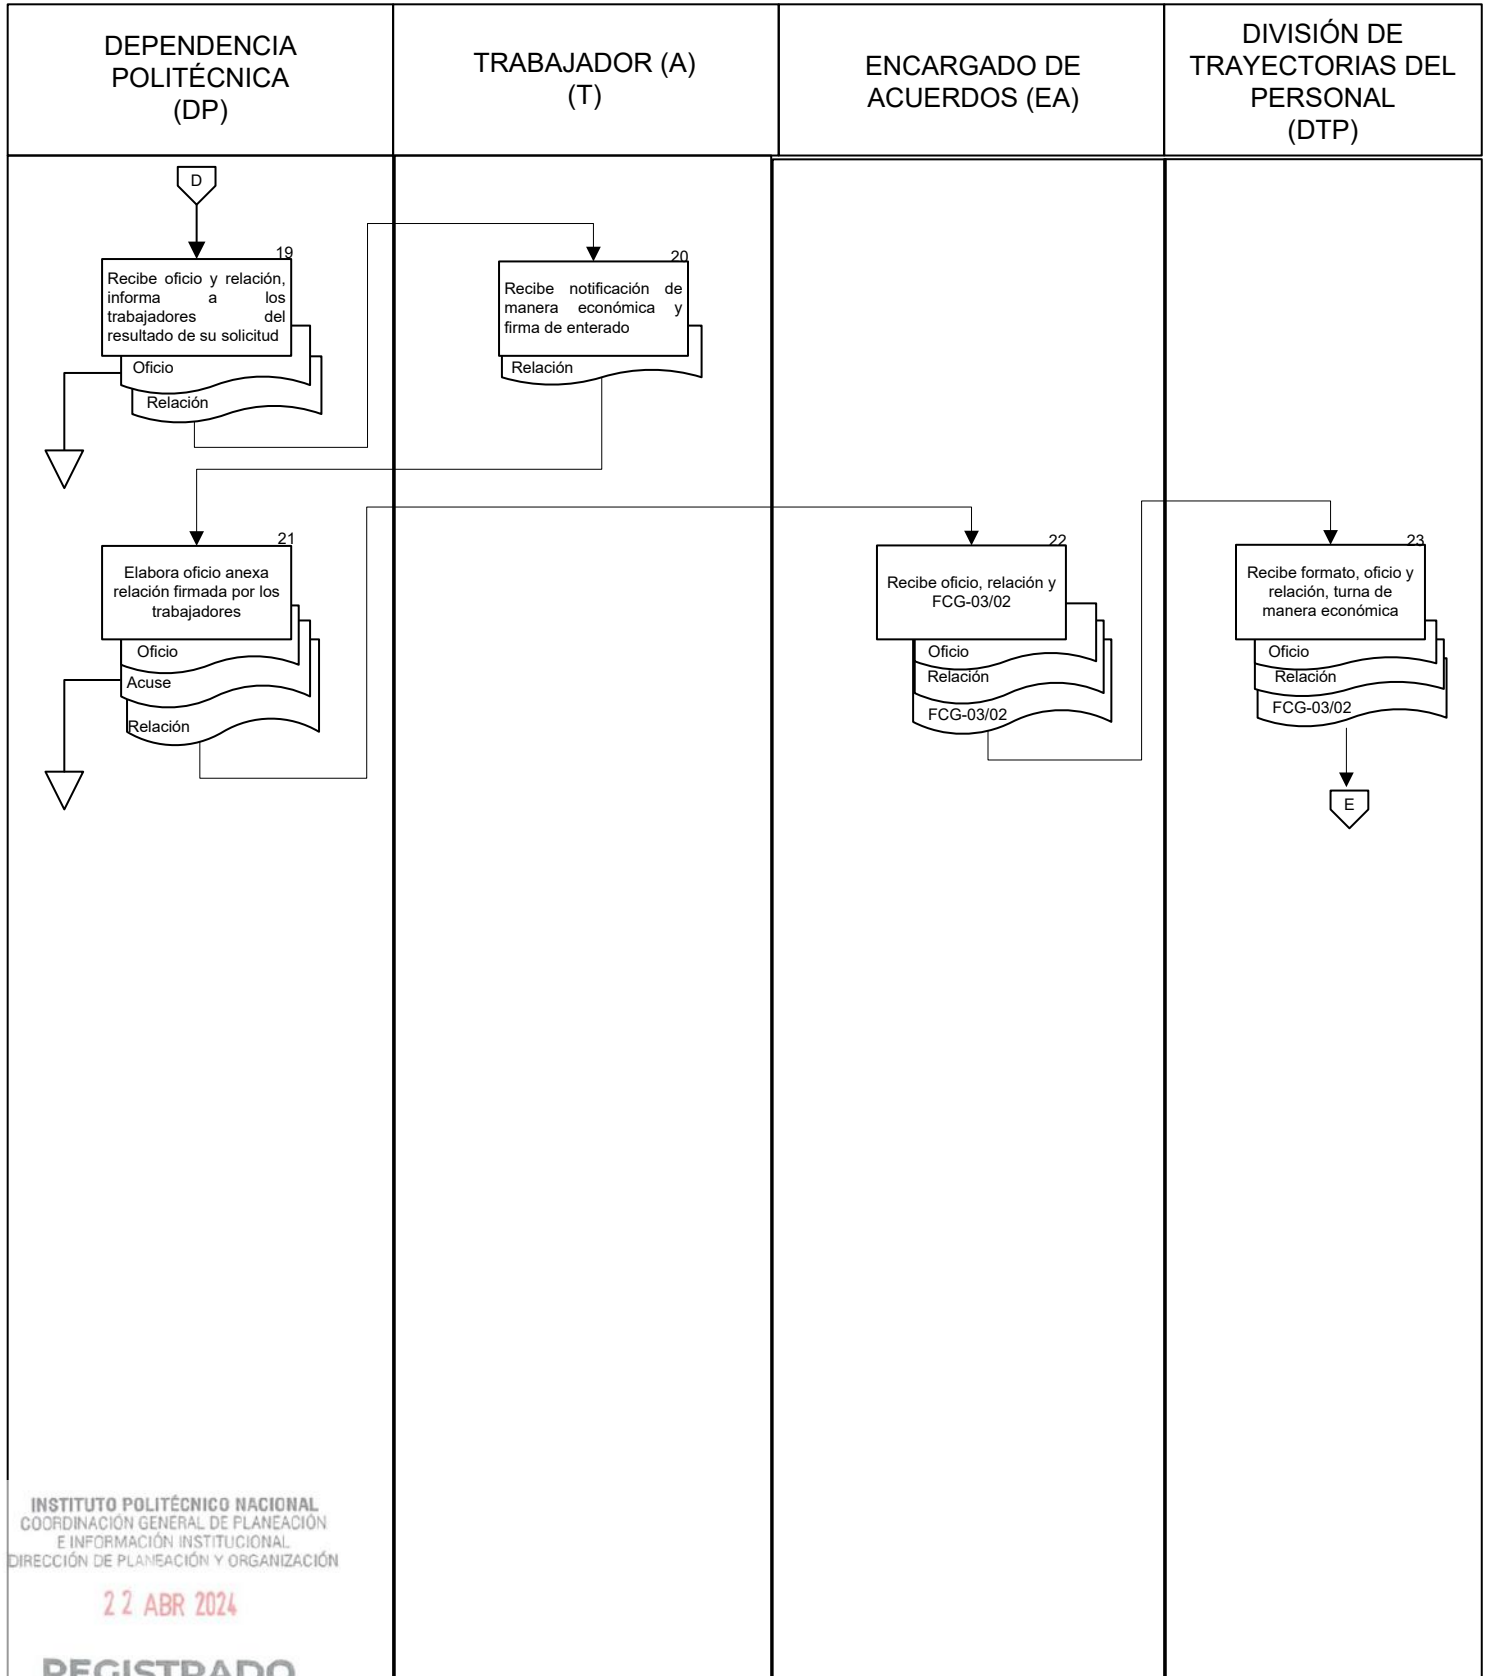 DEPENDENCIA
POLITÉCNICA
(DP)
TRABAJADOR (A)
(T)
ENCARGADO DE
ACUERDOS (EA)
DIVISIÓN DE
TRAYECTORIAS DEL
PERSONAL
(DTP)
D
19
Recibe oficio y relación,
informa a los
trabajadores del
resultado de su solicitud
Oficio
Relación
20
Recibe notificación de
manera económica y
firma de enterado
Relación
21
Elabora oficio anexa
relación firmada por los
trabajadores
Oficio
Acuse
Relación
22
Recibe oficio, relación y
FCG-03/02
Oficio
Relación
FCG-03/02
23
Recibe formato, oficio y
relación, turna de
manera económica
Oficio
Relación
FCG-03/02
E
INSTITUTO POLITÉCNICO NACIONAL
COORDINACIÓN GENERAL DE PLANEACIÓN
E INFORMACIÓN INSTITUCIONAL
DIRECCIÓN DE PLANEACIÓN Y ORGANIZACIÓN
22 ABR 2024
REGISTRADO